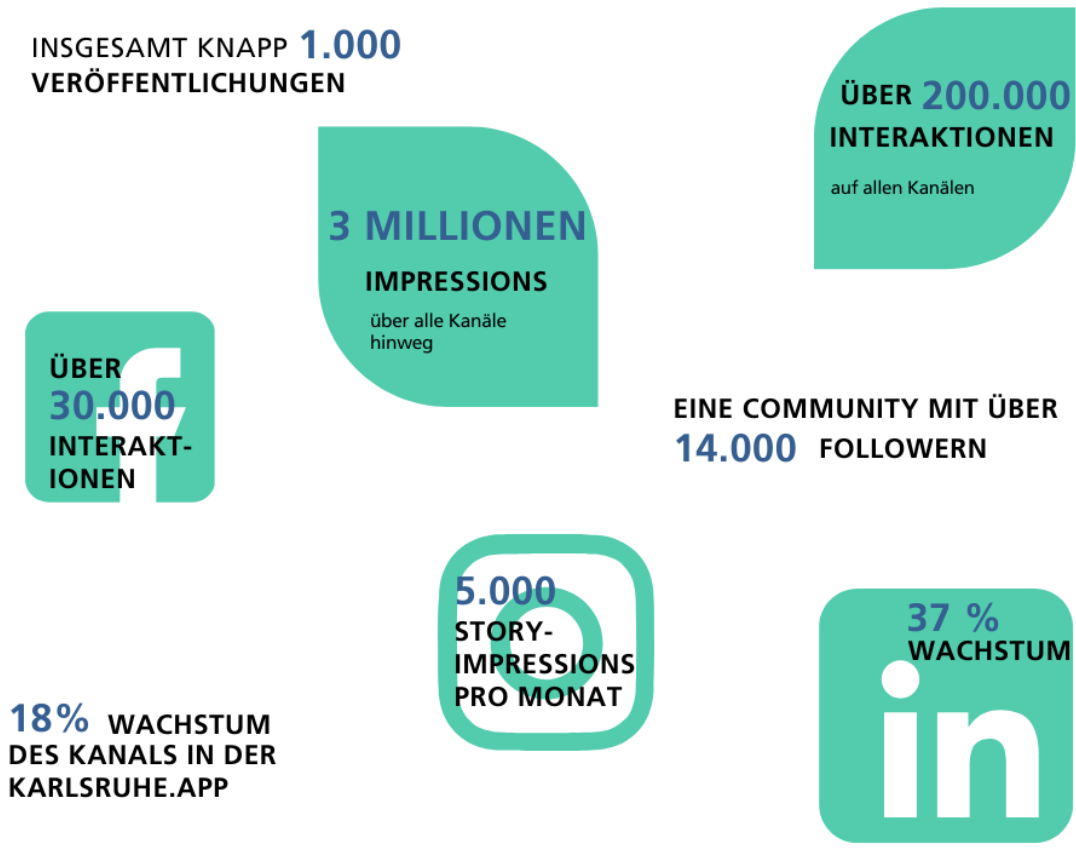 INSGESAMT KNAPP 1.000
VERÖFFENTLICHUNGEN
ÜBER 200.000
INTERAKTIONEN
auf allen Kanälen
3 MILLIONEN
IMPRESSIONS
über alle Kanäle
hinweg
ÜBER
30.000
INTERAKT-
IONEN
EINE COMMUNITY MIT ÜBER
14.000 FOLLOWERN
5.000
STORY-
IMPRESSIONS
PRO MONAT
37 %
WACHSTUM
in
18% WACHSTUM
DES KANALS IN DER
KARLSRUHE.APP